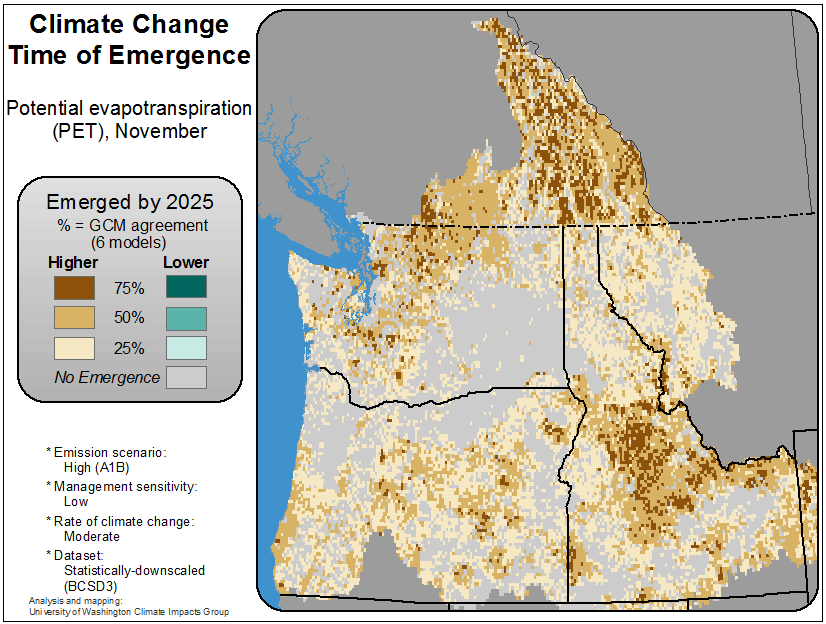 Climate Change
Time of Emergence
Potential evapotranspiration
(PET), November
Emerged by 2025
% = GCM agreement
(6 models)
Higher Lower
75%
50%
25%
No Emergence
* Emission scenario:
High (A1B)
* Management sensitivity:
Low
* Rate of climate change:
Moderate
* Dataset:
Statistically-downscaled
(BCSD3)
Analysis and mapping:
University of Washington Climate Impacts Group